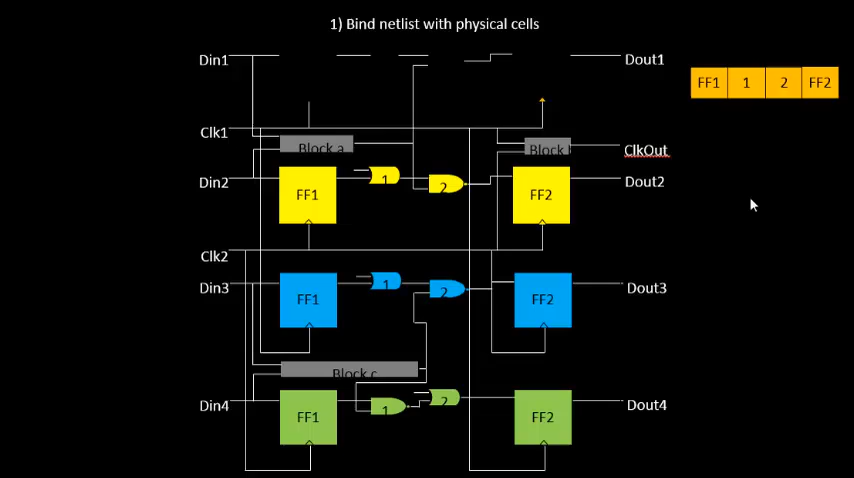 1) Bind netlist with physical cells
Din1
Dout1
FF1 1 2 FF2
Clk1
Block a
Block
ClkOut
Din2
FF1
1
2
FF2
Dout2
Clk2
Din3
FF1
1
2
FF2
Dout3
Block c
Din4
FF1
1
2
FF2
Dout4